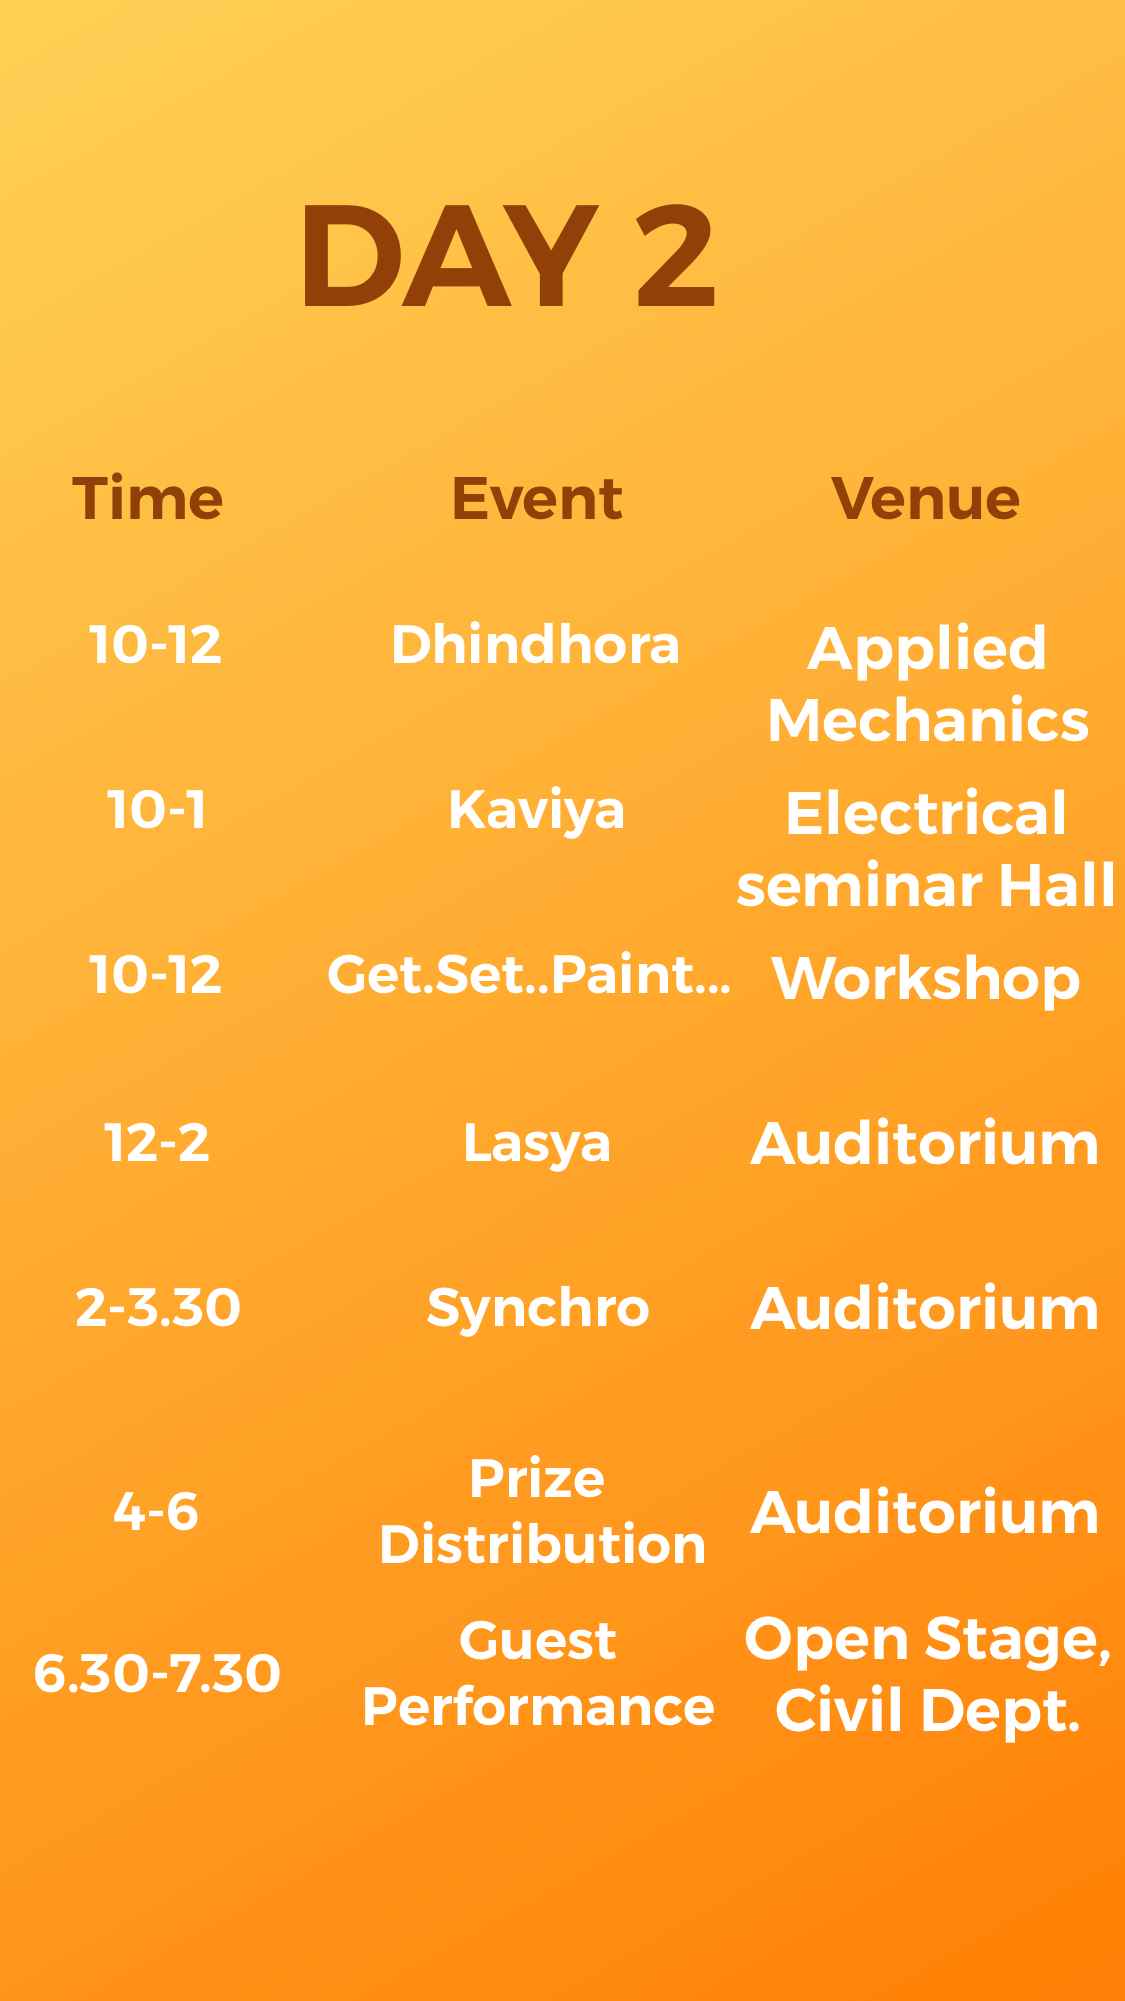 DAY 2
Time Event Venue
10-12 Dhindhora Applied
Mechanics
10-1 Kaviya Electrical
seminar Hall
10-12 Get.Set..Paint... Workshop
12-2 Lasya Auditorium
2-3.30 Synchro Auditorium
Prize
4-6 Distribution Auditorium
Guest Open Stage,
6.30-7.30 Performance Civil Dept.